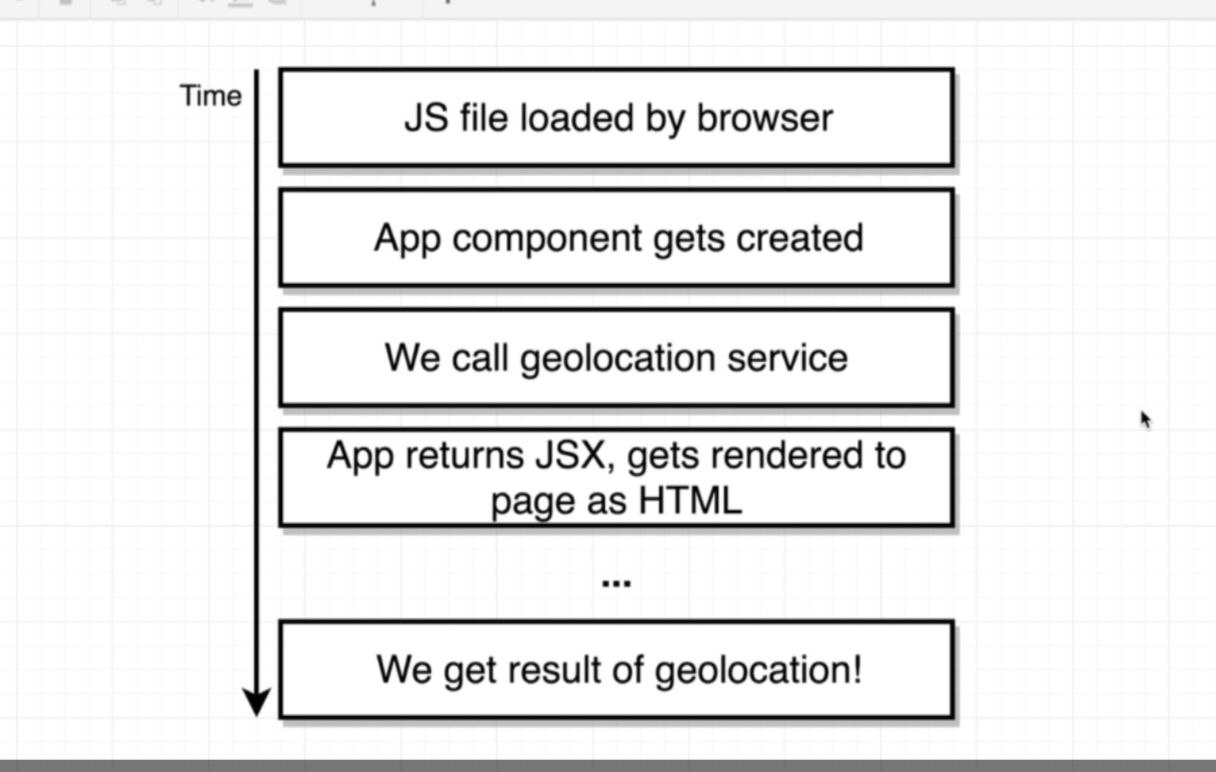 Time
JS file loaded by browser
App component gets created
We call geolocation service
App returns JSX, gets rendered to
page as HTML
...
We get result of geolocation!